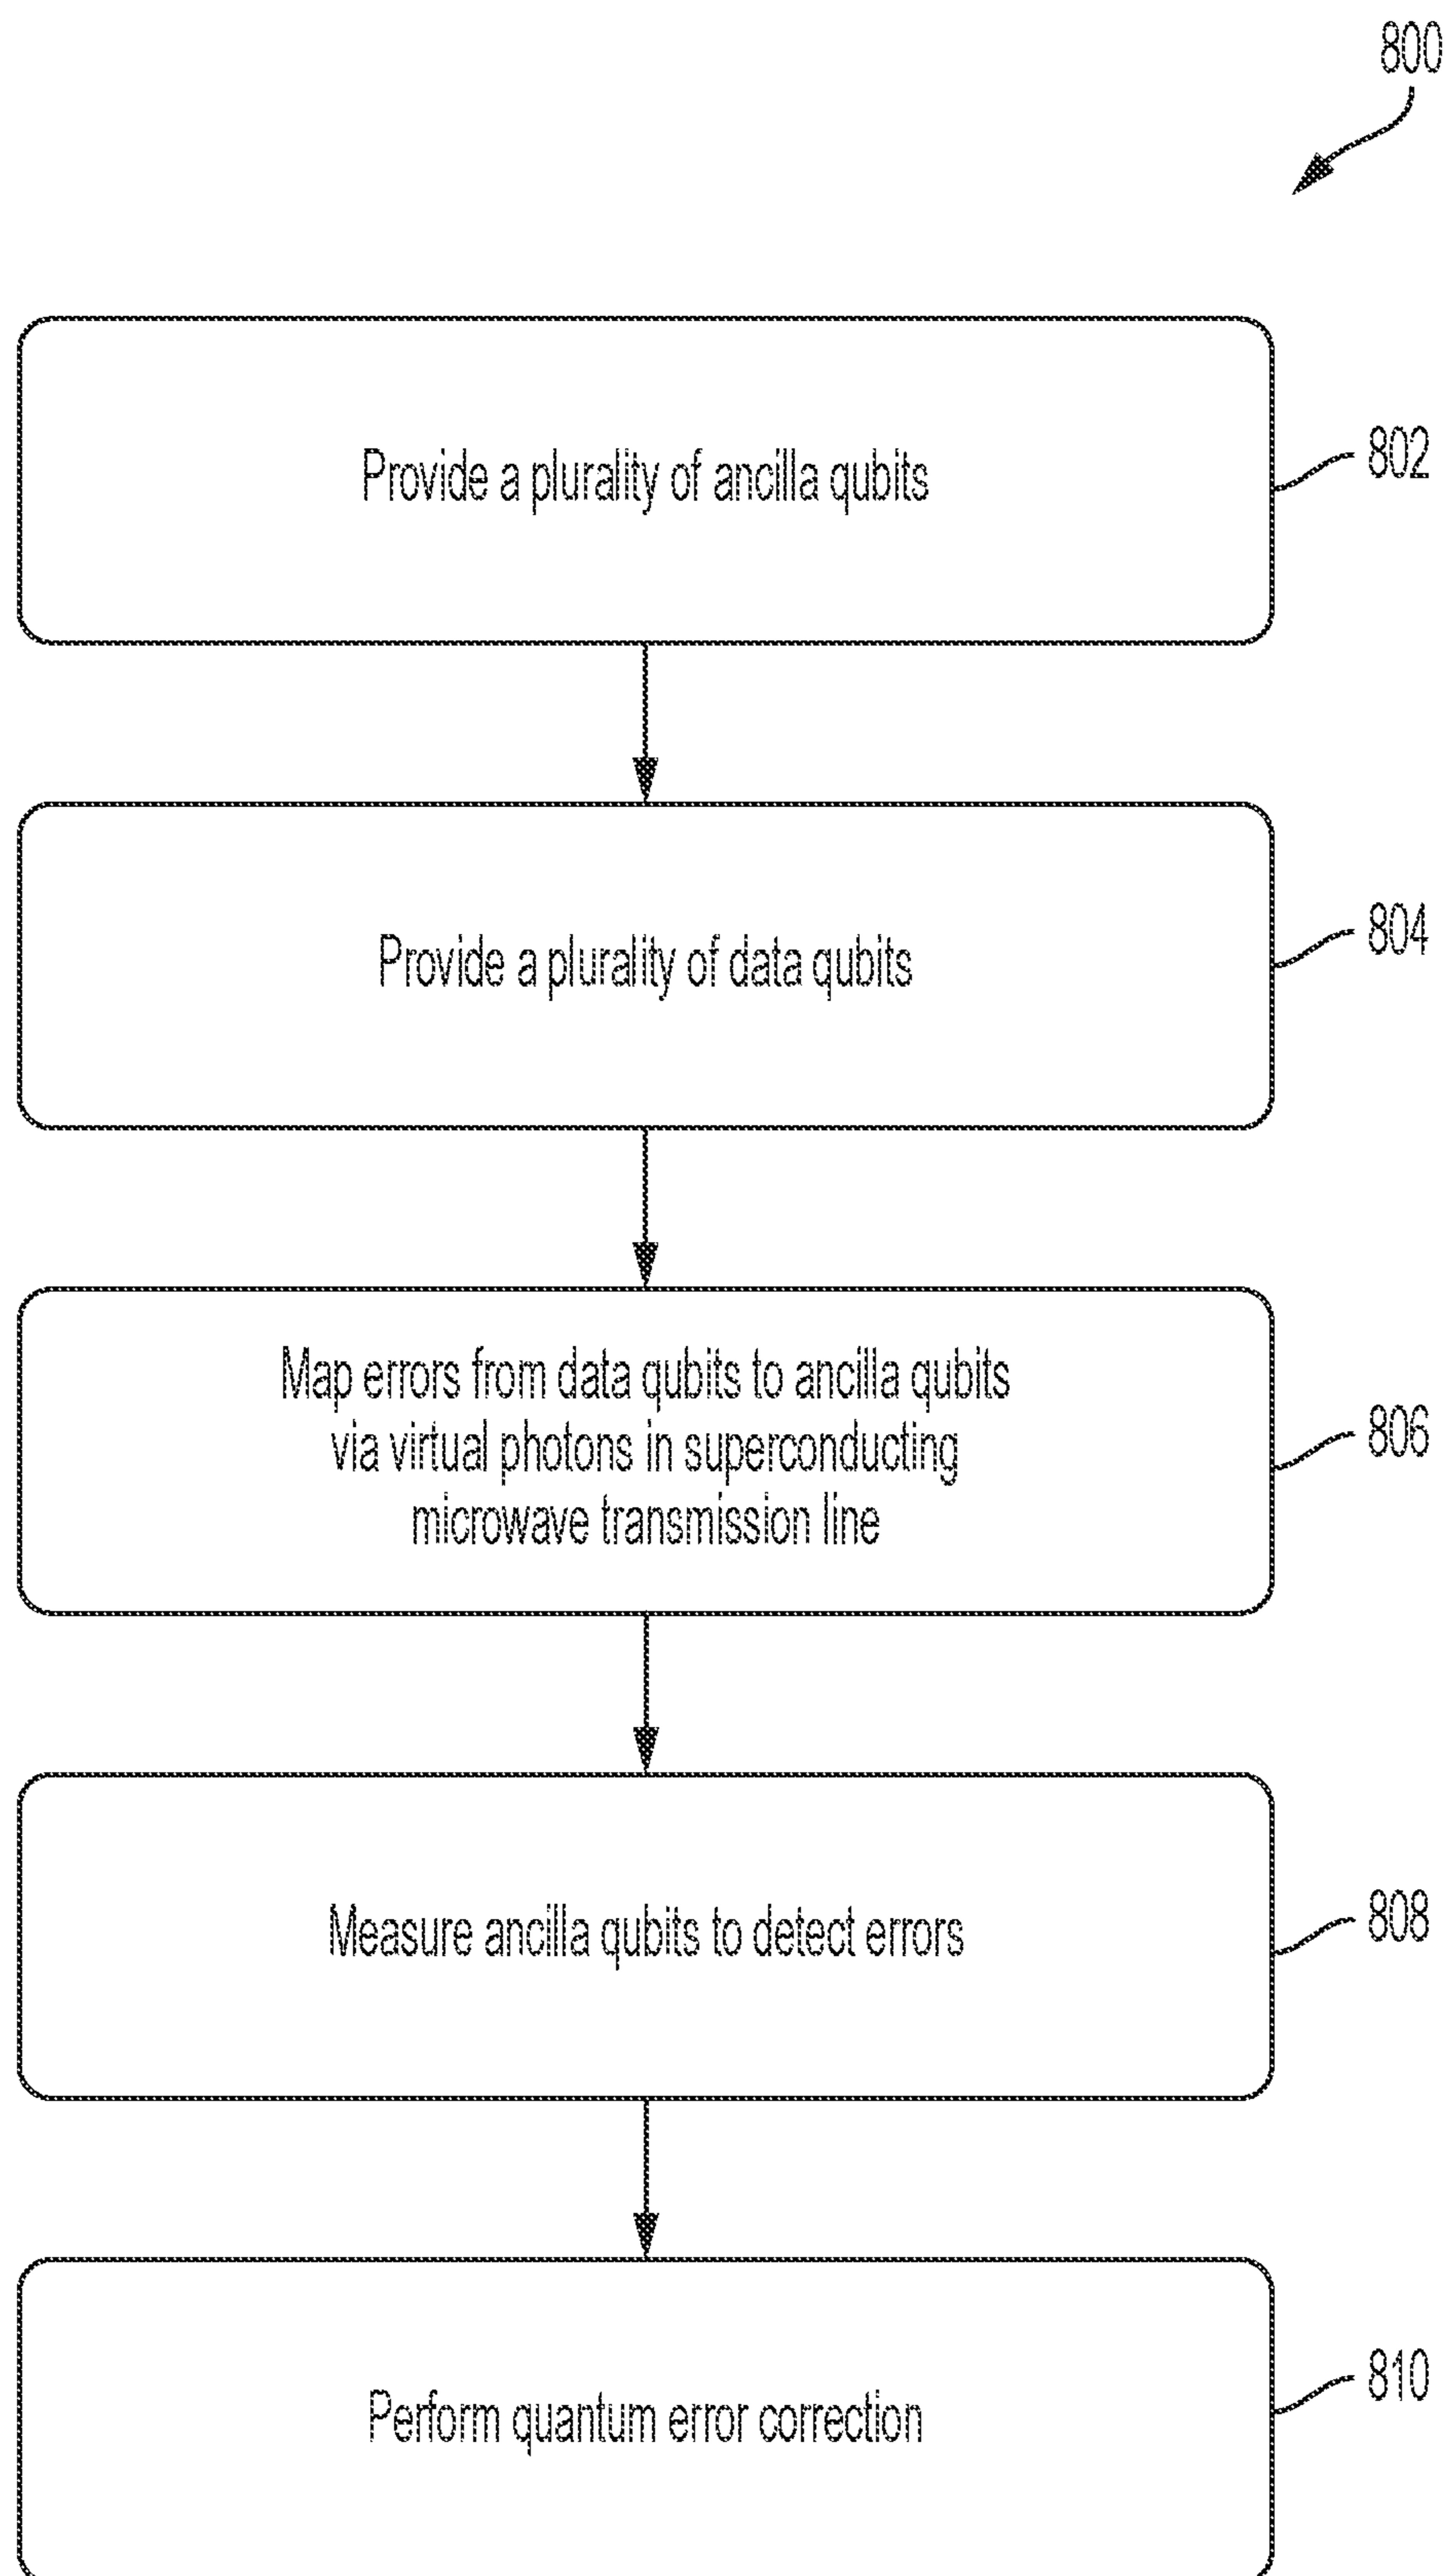 800
Provide a plurality of ancilla qubits
802
Provide a plurality of data qubits
804
Map errors from data qubits to ancilla qubits
via virtual photons in superconducting
microwave transmission line
806
Measure ancilla qubits to detect errors
808
Perform quantum error correction
810